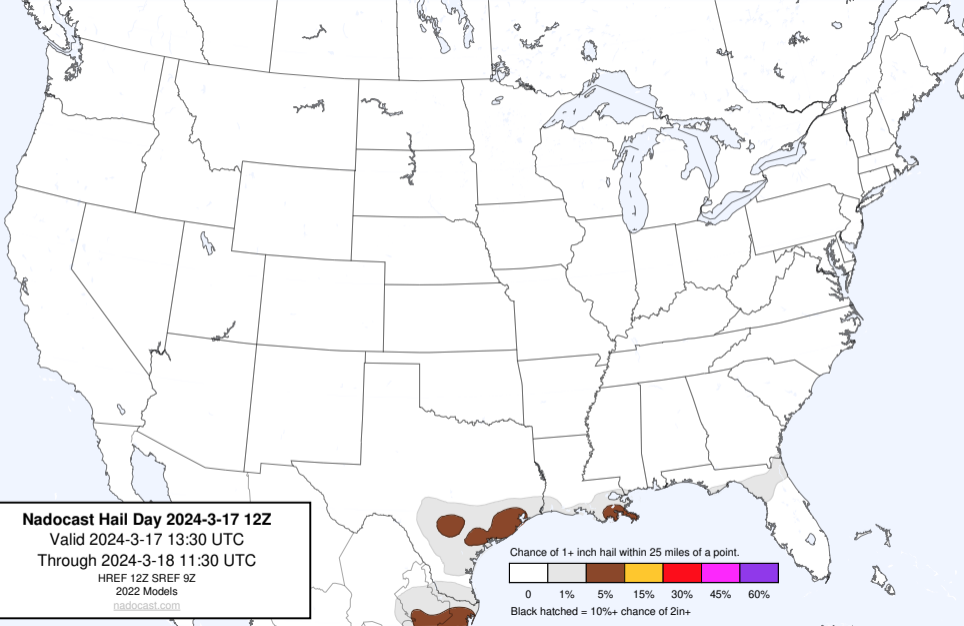 Nadocast Hail Day 2024-3-17 12Z
Valid 2024-3-17 13:30 UTC
Through 2024-3-18 11:30 UTC
HREF 12Z SREF 9Z
2022 Models
nadocast.com
Chance of 1+ inch hail within 25 miles of a point.
0 1% 5% 15% 30% 45% 60%
Black hatched = 10%+ chance of 2in+